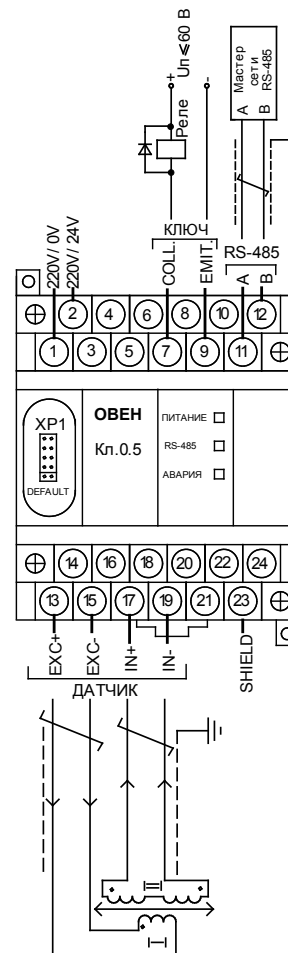 + Uп ≤ 60 В
-
Реле
Мастер
сети
RS-485
A
B
КЛЮЧ
RS-485
220V/ 0V
220V/ 24V
COLL.
EMIT.
A
B
2
4
6
8
10
12
1
3
5
7
9
11
XP1
DEFAULT
ОВЕН
Кл.0.5
ПИТАНИЕ
RS-485
АВАРИЯ
14
16
18
20
22
24
13
15
17
19
21
23
EXC+
EXC-
IN+
IN-
SHIELD
ДАТЧИК
II
I